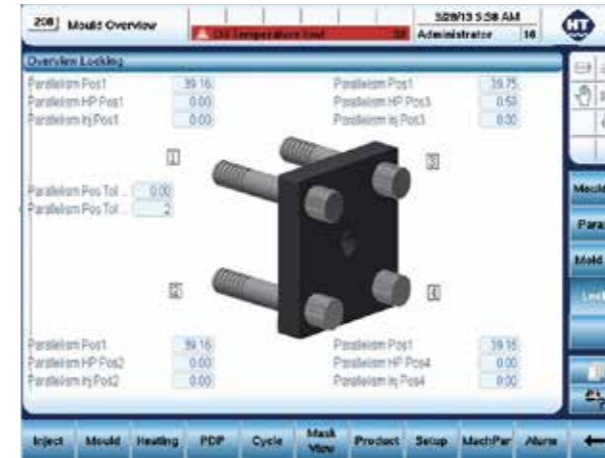 208 Mould Overview
Oil Temperature low!
3/28/13 5:58 AM
Administrator 16
HT
Overview Locking
Parallelism Pos1 39.16
Parallelism HP Pos1 0.00
Parallelism Inj Pos1 0.00
Parallelism Pos1 39.75
Parallelism HP Pos3 0.50
Parallelism Inj Pos3 0.00
1
3
Parallelism Pos Tol ... 0.00
Parallelism Pos Tol ... 2
2
4
Parallelism Pos1 39.16
Parallelism HP Pos2 0.00
Parallelism Inj Pos2 0.00
Parallelism Pos1 39.16
Parallelism HP Pos4 0.00
Parallelism Inj Pos4 0.00
Mould
Para
Mold
Lock
Inject Mould Heating PDP Cycle Mask View Product Setup MachPar Alarm